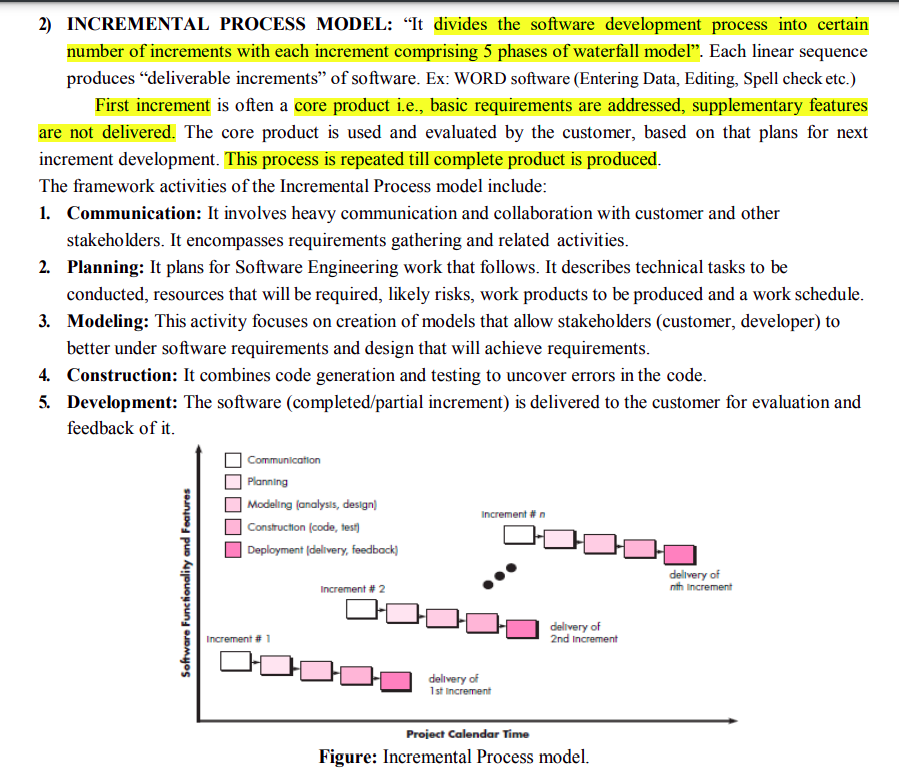 2) INCREMENTAL PROCESS MODEL: “It divides the software development process into certain
number of increments with each increment comprising 5 phases of waterfall model”. Each linear sequence
produces “deliverable increments” of software. Ex: WORD software (Entering Data, Editing, Spell check etc.)
First increment is often a core product i.e., basic requirements are addressed, supplementary features
are not delivered. The core product is used and evaluated by the customer, based on that plans for next
increment development. This process is repeated till complete product is produced.
The framework activities of the Incremental Process model include:
1. Communication: It involves heavy communication and collaboration with customer and other
stakeholders. It encompasses requirements gathering and related activities.
2. Planning: It plans for Software Engineering work that follows. It describes technical tasks to be
conducted, resources that will be required, likely risks, work products to be produced and a work schedule.
3. Modeling: This activity focuses on creation of models that allow stakeholders (customer, developer) to
better under software requirements and design that will achieve requirements.
4. Construction: It combines code generation and testing to uncover errors in the code.
5. Development: The software (completed/partial increment) is delivered to the customer for evaluation and
feedback of it.
Software Functionality and Features
Communication
Planning
Modeling (analysis, design)
Construction (code, test)
Deployment (delivery, feedback)
Increment # n
delivery of
nth Increment
Increment # 2
delivery of
2nd Increment
Increment # 1
delivery of
1st Increment
Project Calendar Time
Figure: Incremental Process model.